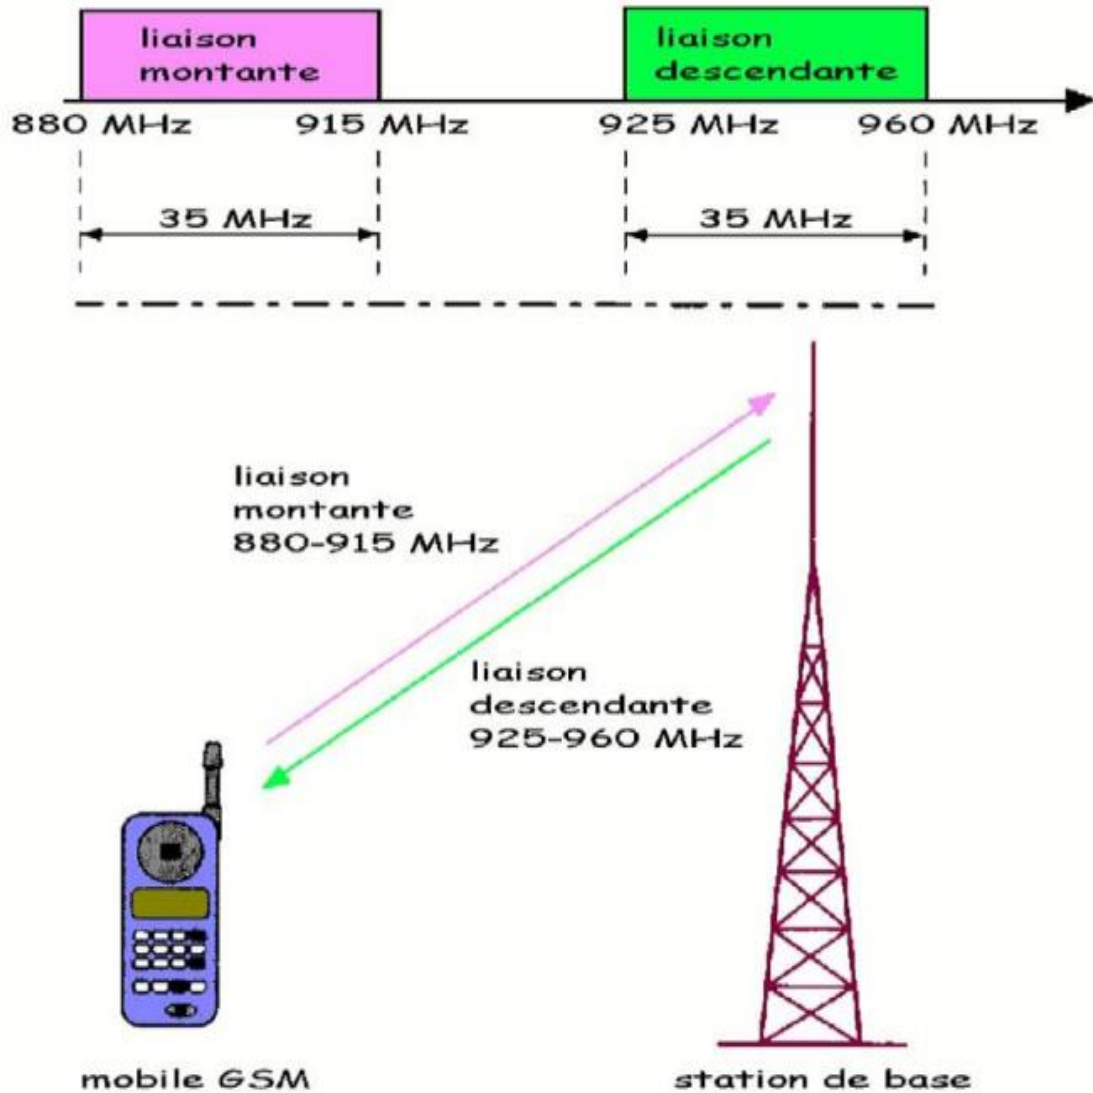 liaison
montante
liaison
descendante
880 MHz 915 MHz 925 MHz 960 MHz
35 MHz 35 MHz
liaison
montante
880-915 MHz
liaison
descendante
925-960 MHz
mobile GSM station de base